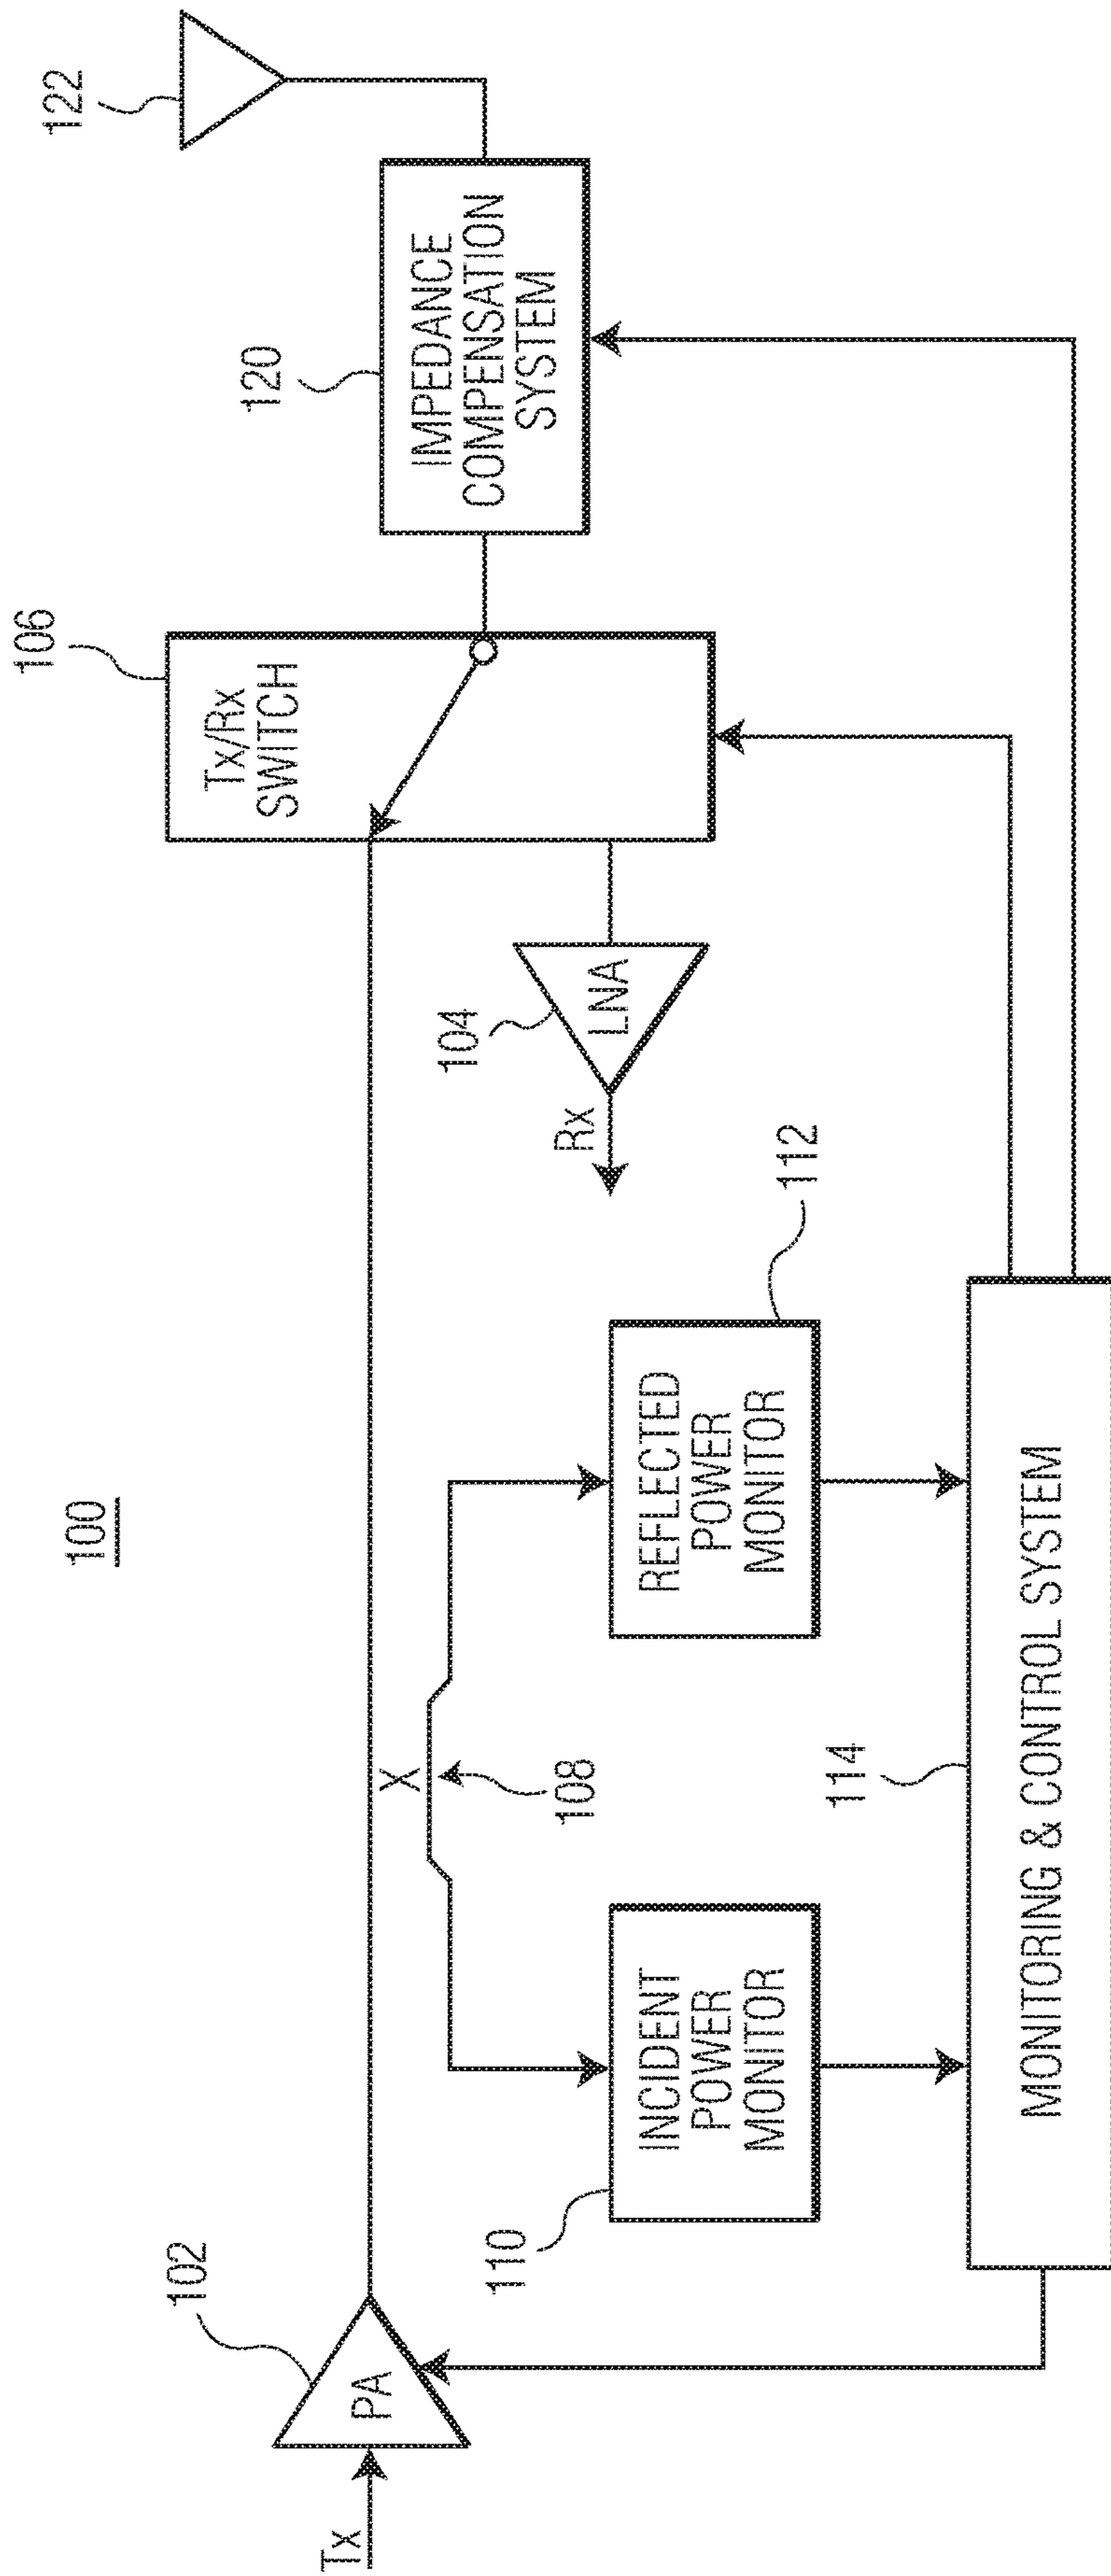 100
Tx
PA
102
X
108
INCIDENT
POWER
MONITOR
110
REFLECTED
POWER
MONITOR
112
MONITORING & CONTROL SYSTEM
114
Rx
LNA
104
Tx/Rx
SWITCH
106
IMPEDANCE
COMPENSATION
SYSTEM
120
122